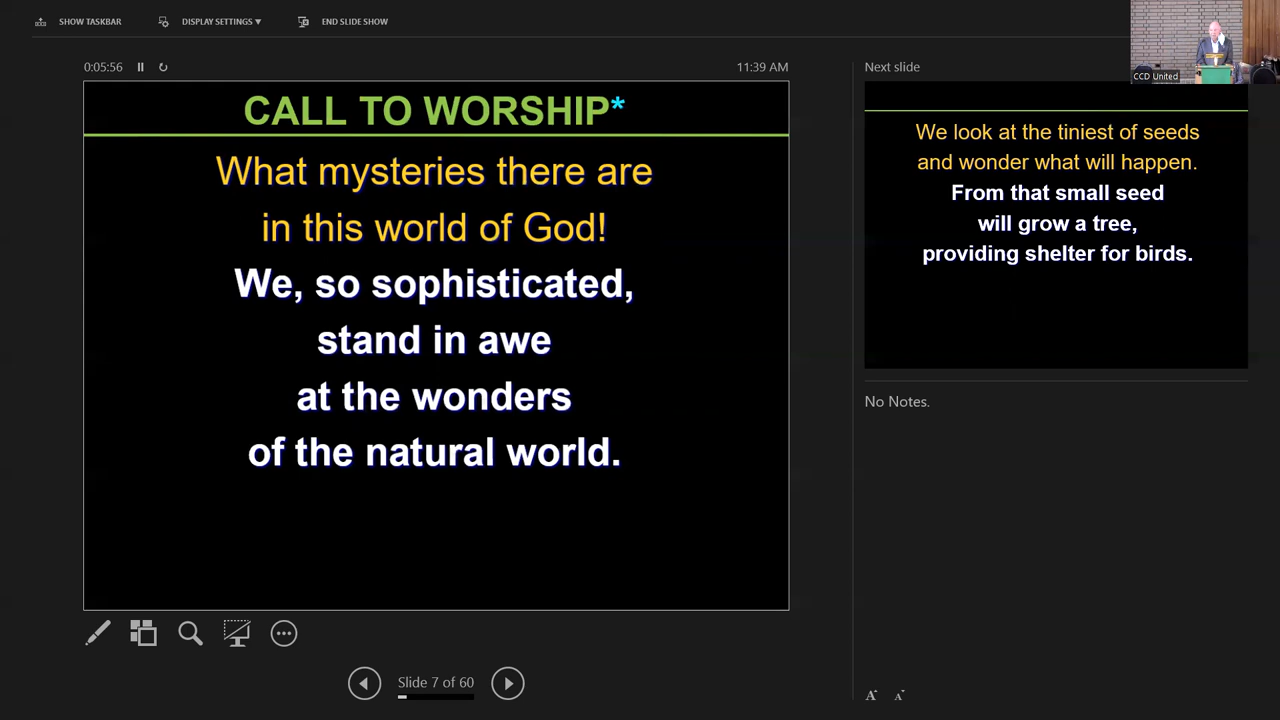 SHOW TASKBAR
DISPLAY SETTINGS ▼
END SLIDE SHOW
CCD United
0:05:56
11:39 AM
CALL TO WORSHIP*
What mysteries there are
in this world of God!
We, so sophisticated,
stand in awe
at the wonders
of the natural world.
Slide 7 of 60
Next slide
We look at the tiniest of seeds
and wonder what will happen.
From that small seed
will grow a tree,
providing shelter for birds.
No Notes.
A A